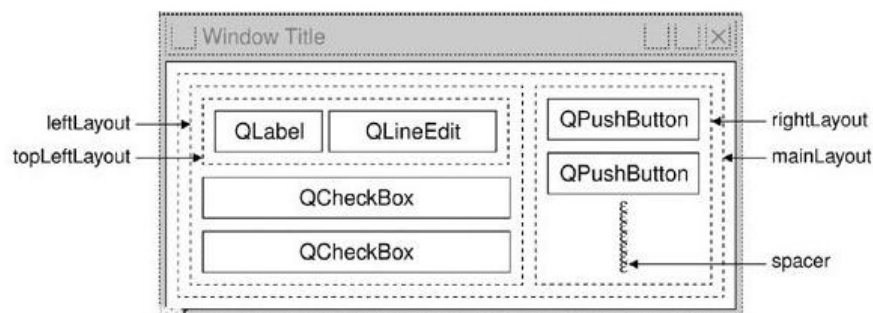 Window Title
leftLayout
topLeftLayout
QLabel
QLineEdit
QCheckBox
QCheckBox
QPushButton
QPushButton
rightLayout
mainLayout
spacer